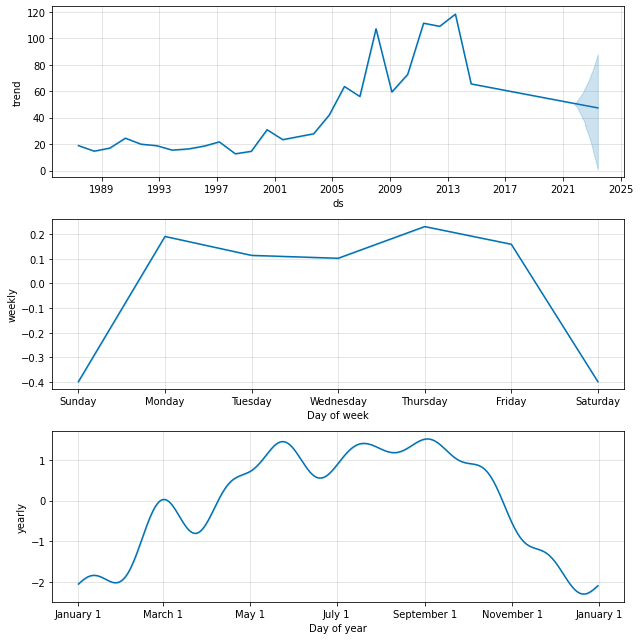 120
100
80
60
40
20
0
trend
1989 1993 1997 2001 2005 2009 2013 2017 2021 2025
ds
0.2
0.1
0.0
−0.1
−0.2
−0.3
−0.4
weekly
Sunday Monday Tuesday Wednesday Thursday Friday Saturday
Day of week
1
0
−1
−2
yearly
January 1 March 1 May 1 July 1 September 1 November 1 January 1
Day of year